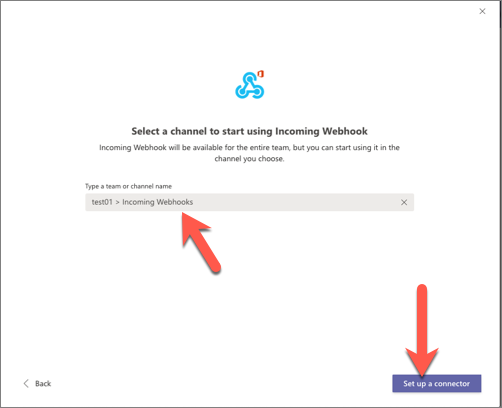 Select a channel to start using Incoming Webhook
Incoming Webhook will be available for the entire team, but you can start using it in the
channel you choose.
Type a team or channel name
test01 > Incoming Webhooks
Back
Set up a connector